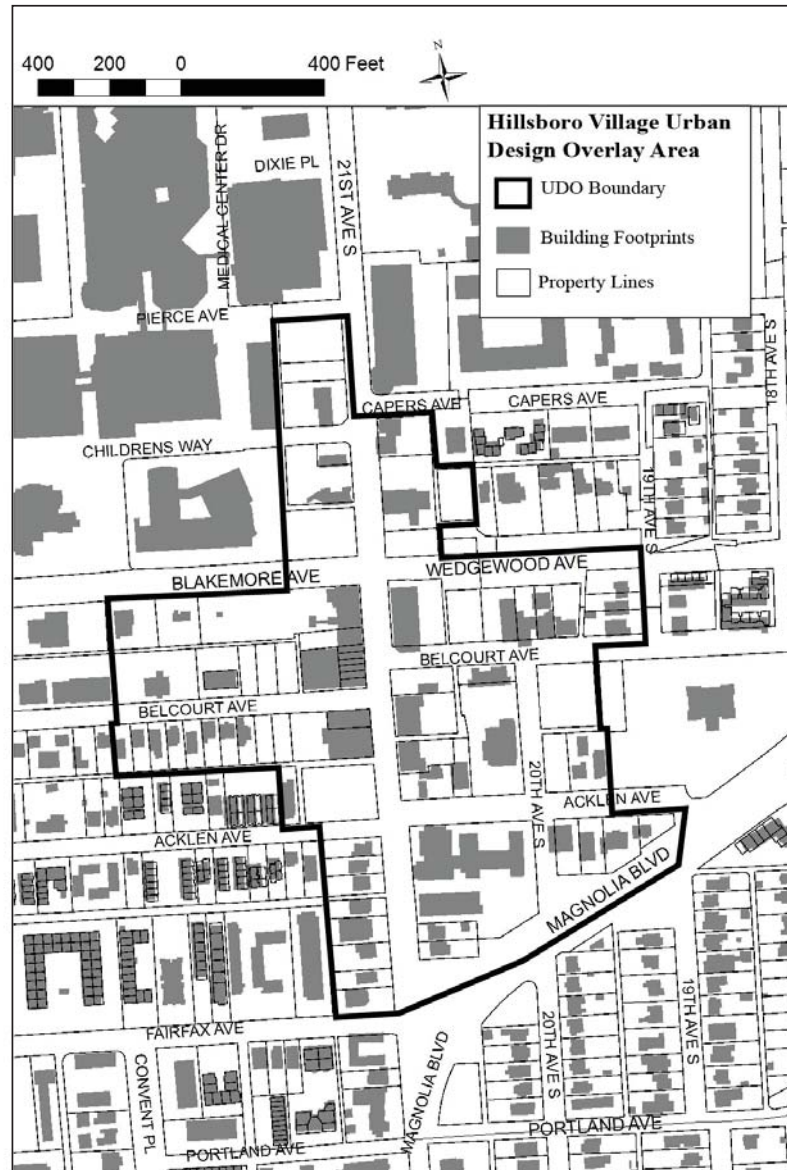 N
400 200 0 400 Feet
Hillsboro Village Urban
Design Overlay Area
UDO Boundary
Building Footprints
Property Lines
MEDICAL CENTER DR
DIXIE PL
21ST AVE S
PIERCE AVE
18TH AVE S
CAPERS AVE
CAPERS AVE
CHILDRENS WAY
19TH AVE S
BLAKEMORE AVE
WEDGEWOOD AVE
BELCOURT AVE
BELCOURT AVE
20TH AVE S
ACKLEN AVE
ACKLEN AVE
MAGNOLIA BLVD
FAIRFAX AVE
CONVENT PL
MAGNOLIA BLVD
20TH AVE S
19TH AVE S
PORTLAND AVE
PORTLAND AVE